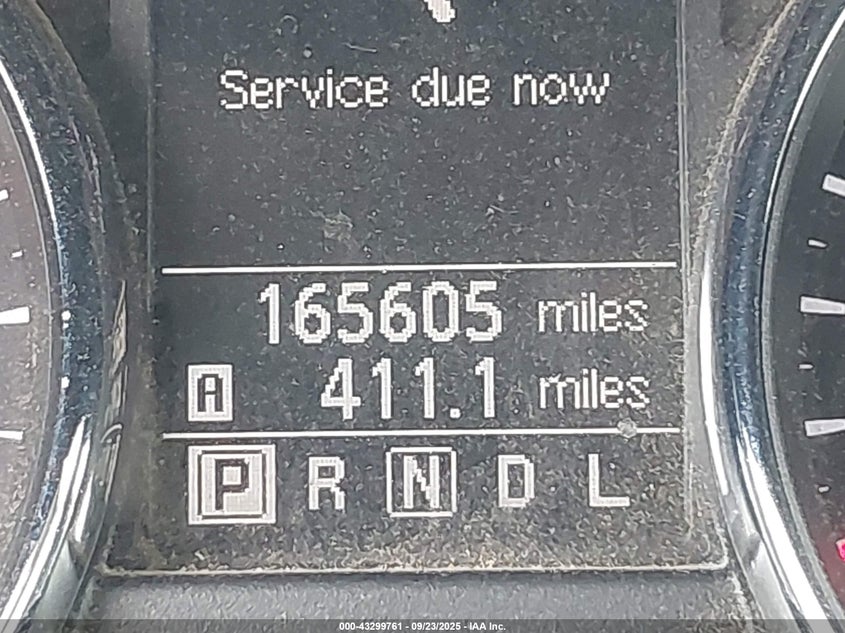 Service due now
165605 miles
A 411.1 miles
P R N D L
000-43299761 - 09/23/2025 - IAA Inc.